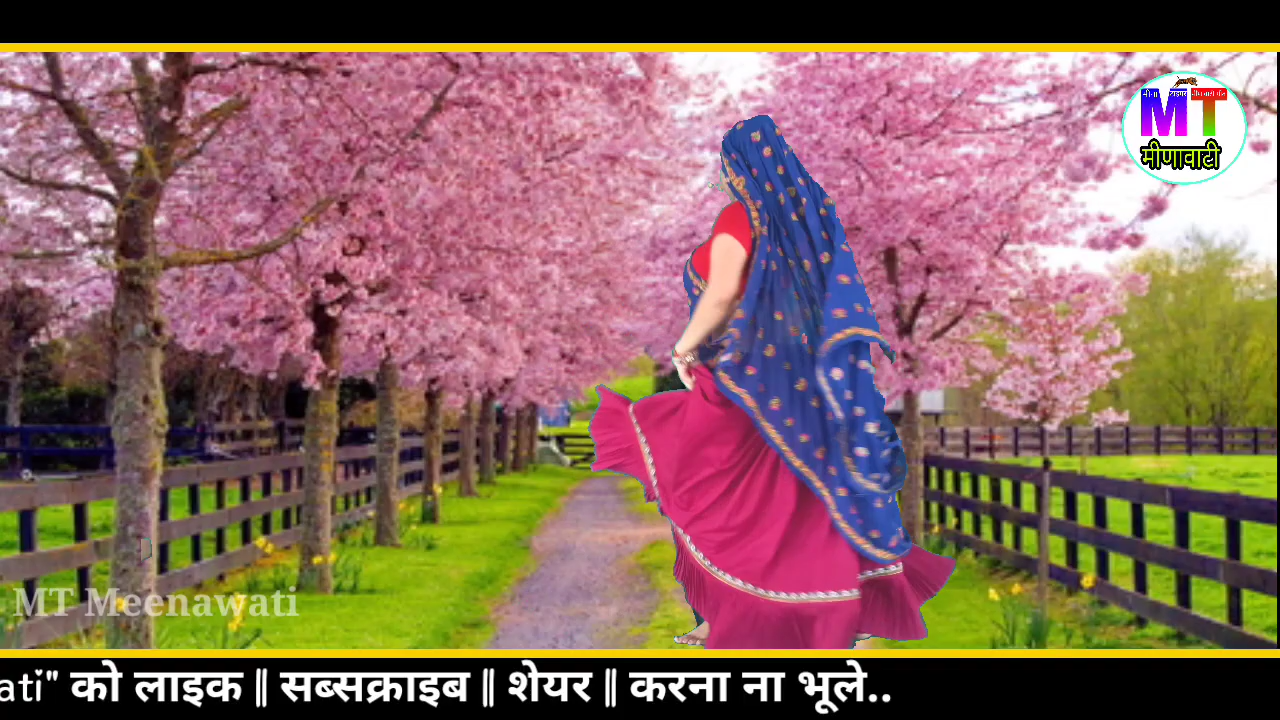 MT
मीणावाटी
MT Meenawati
ati" को लाइक || सब्सक्राइब || शेयर || करना ना भूले..